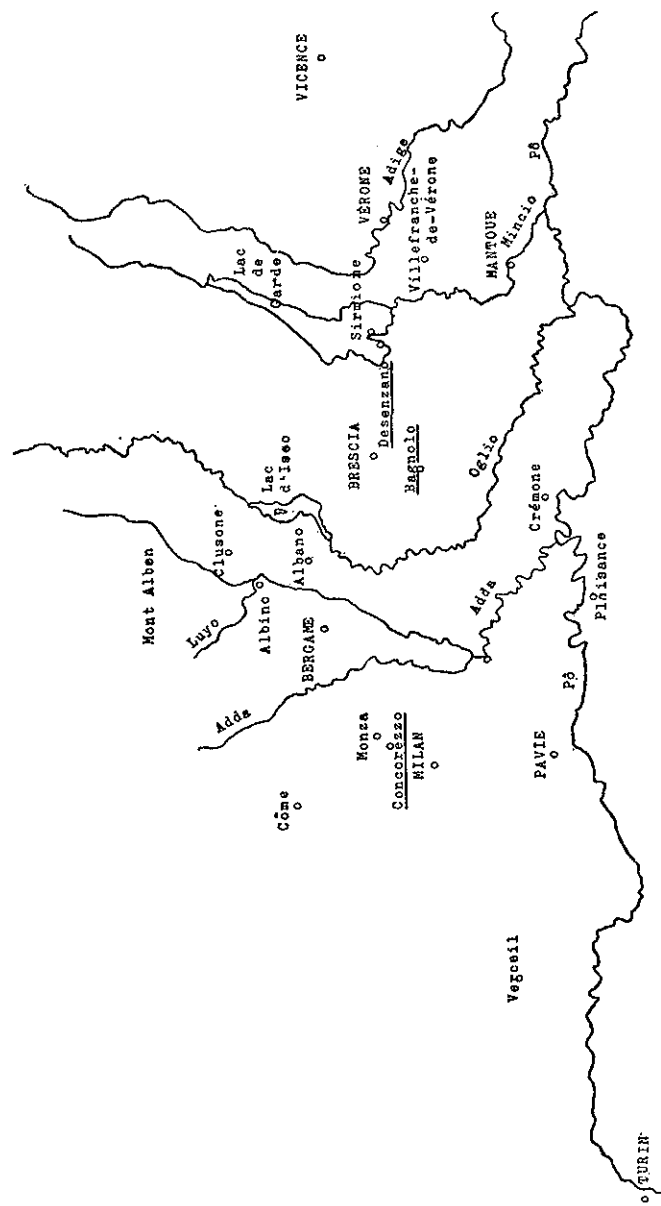 VICENCE
Lac
de
Garde
VÉRONE
Adige
Villefranche-
de-Vérone
Sirmione
MANTOUE
Mincio
Pô
Desenzano
BRESCIA
Bagnolo
Lac
d'Iseo
Oglio
Mont Alben
Clusone
Albano
Crémone
Luyo
Albino
BERGAME
Adda
Plaisance
Adda
Pô
Monza
Concorezzo
MILAN
PAVIE
Côme
Verceil
TURIN